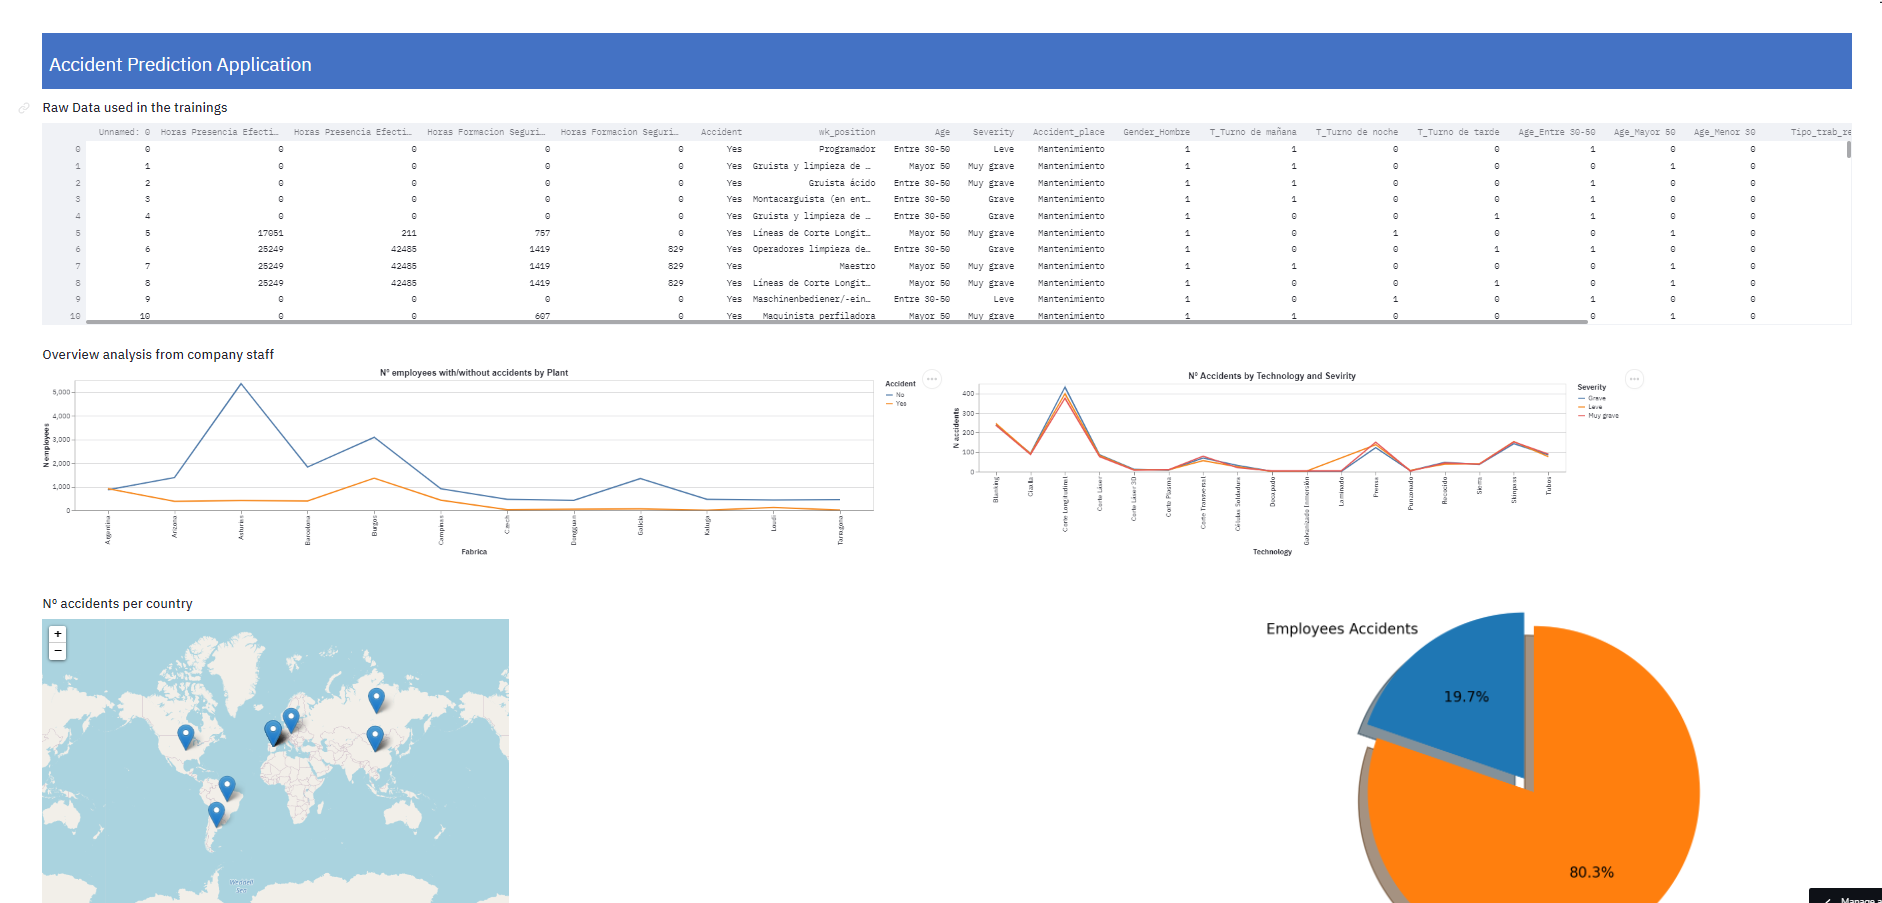 Accident Prediction Application
Raw Data used in the trainings
Unnamed: 0 Horas Presencia Efecti… Horas Presencia Efecti… Horas Formacion Seguri… Horas Formacion Seguri… Accident wk_position Age Severity Accident_place Gender_Hombre T_Turno de mañana T_Turno de noche T_Turno de tarde Age_Entre 30-50 Age_Mayor 50 Age_Menor 30 Tipo_trab_re
0 0 0 0 0 0 Yes Programador Entre 30-50 Leve Mantenimiento 1 1 0 0 1 0 0
1 1 0 0 0 0 Yes Gruista y limpieza de … Mayor 50 Muy grave Mantenimiento 1 1 0 0 0 1 0
2 2 0 0 0 0 Yes Gruista ácido Entre 30-50 Muy grave Mantenimiento 1 1 0 0 1 0 0
3 3 0 0 0 0 Yes Montacarguista (en ent… Entre 30-50 Grave Mantenimiento 1 1 0 0 1 0 0
4 4 0 0 0 0 Yes Gruista y limpieza de … Entre 30-50 Grave Mantenimiento 1 0 0 1 1 0 0
5 5 17051 211 757 0 Yes Líneas de Corte Longit… Mayor 50 Muy grave Mantenimiento 1 0 1 0 0 1 0
6 6 25249 42485 1419 829 Yes Operadores limpieza de… Entre 30-50 Grave Mantenimiento 1 0 0 1 1 0 0
7 7 25249 42485 1419 829 Yes Maestro Mayor 50 Muy grave Mantenimiento 1 1 0 0 0 1 0
8 8 25249 42485 1419 829 Yes Líneas de Corte Longit… Mayor 50 Muy grave Mantenimiento 1 0 0 1 0 1 0
9 9 0 0 0 0 Yes Maschinenbediener/-ein… Entre 30-50 Leve Mantenimiento 1 0 1 0 1 0 0
10 10 0 0 607 0 Yes Maquinista perfiladora Mayor 50 Muy grave Mantenimiento 1 1 0 0 0 1 0
Overview analysis from company staff
Nº employees with/without accidents by Plant
N employees
5,000
4,000
3,000
2,000
1,000
0
Argentina
Arizona
Asturias
Barcelona
Burgos
Campinas
Czech
Dongguan
Galicia
Kaluga
Loudi
Tarragona
Fabrica
Accident
No
Yes
Nº Accidents by Technology and Sevirity
N accidents
400
300
200
100
0
Blanking
Cizalla
Corte Longitudinal
Corte Láser
Corte Láser 3D
Corte Plasma
Corte Transversal
Células Soldadura
Decapado
Galvanizado Inmersión
Laminado
Prensa
Punzonado
Recocido
Sierra
Skinpass
Tubos
Technology
Severity
Grave
Leve
Muy grave
Nº accidents per country
+
−
Weddell
Sea
Employees Accidents
19.7%
80.3%
Manage a